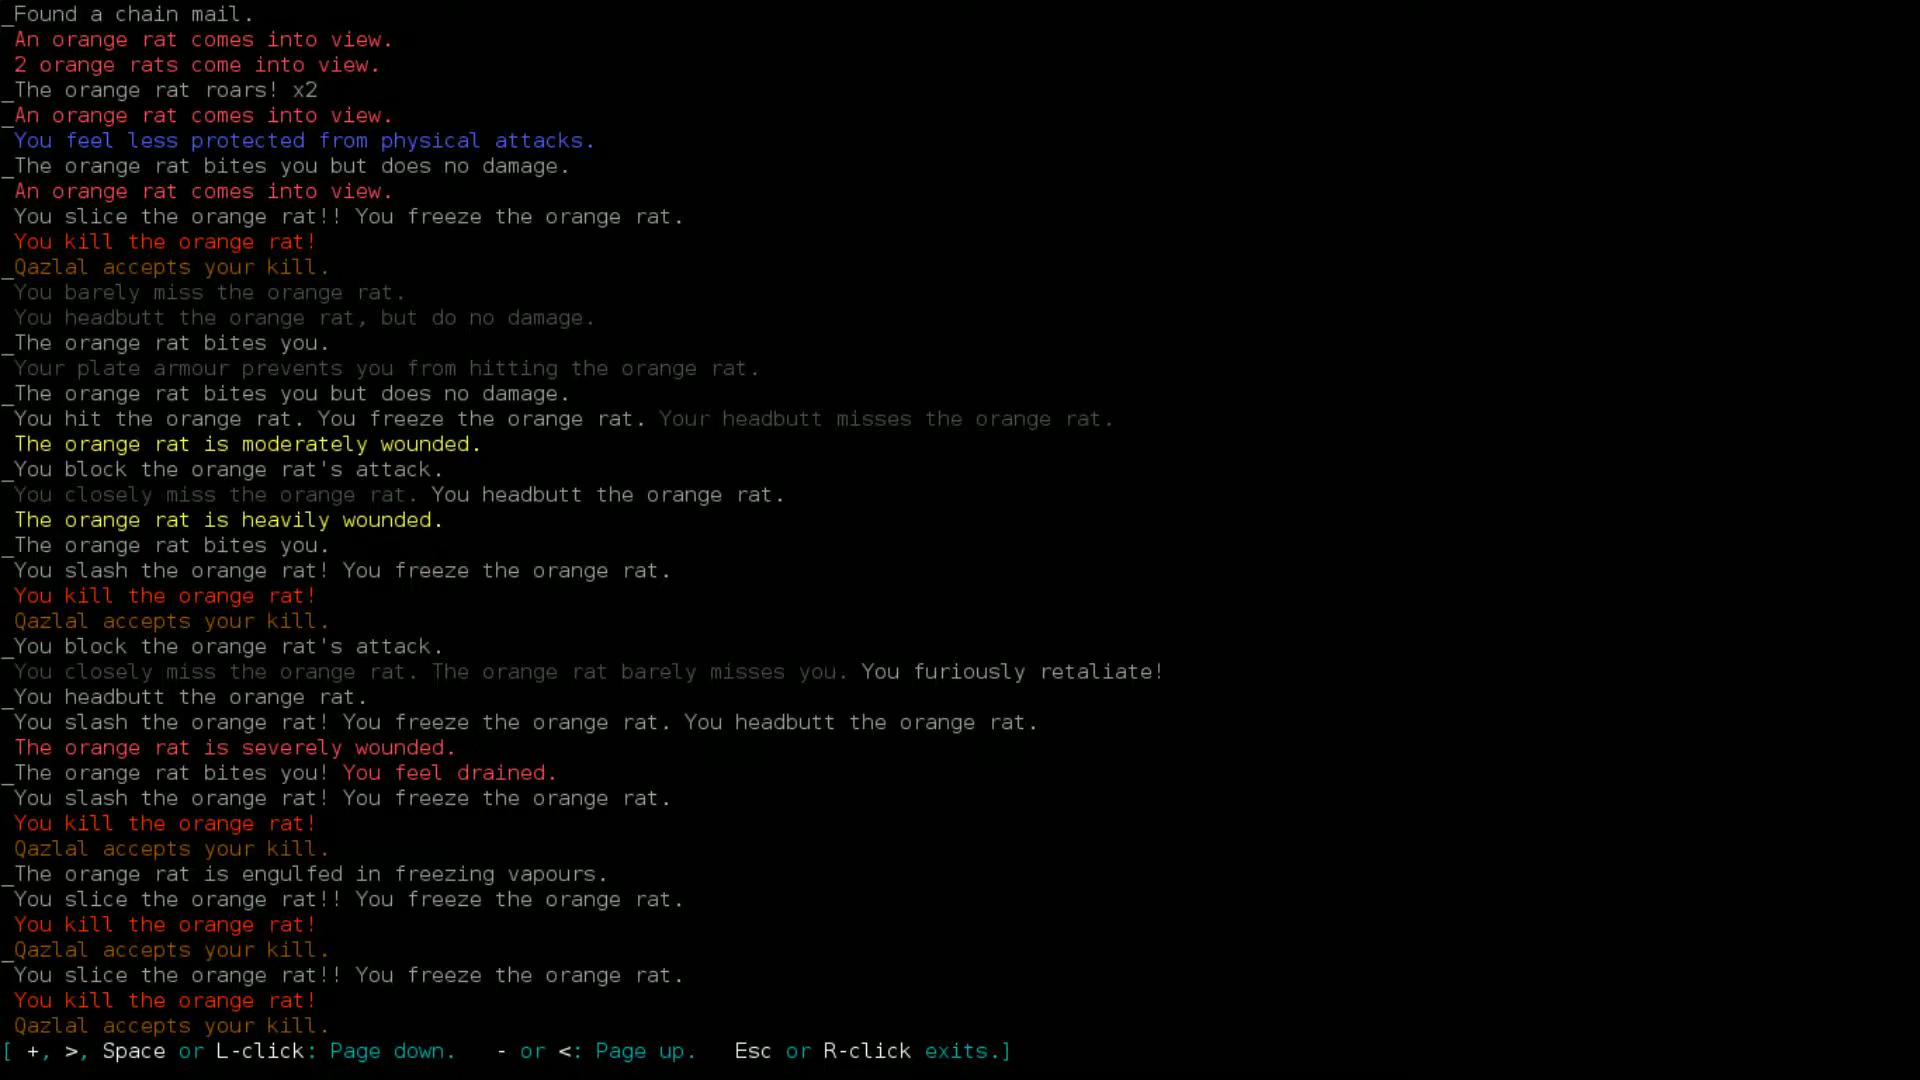 _Found a chain mail.
An orange rat comes into view.
2 orange rats come into view.
_The orange rat roars! x2
_An orange rat comes into view.
You feel less protected from physical attacks.
_The orange rat bites you but does no damage.
An orange rat comes into view.
You slice the orange rat!! You freeze the orange rat.
You kill the orange rat!
_Qazlal accepts your kill.
You barely miss the orange rat.
You headbutt the orange rat, but do no damage.
_The orange rat bites you.
Your plate armour prevents you from hitting the orange rat.
_The orange rat bites you but does no damage.
You hit the orange rat. You freeze the orange rat. Your headbutt misses the orange rat.
The orange rat is moderately wounded.
_You block the orange rat's attack.
You closely miss the orange rat. You headbutt the orange rat.
The orange rat is heavily wounded.
_The orange rat bites you.
You slash the orange rat! You freeze the orange rat.
You kill the orange rat!
Qazlal accepts your kill.
_You block the orange rat's attack.
You closely miss the orange rat. The orange rat barely misses you. You furiously retaliate!
_You headbutt the orange rat.
You slash the orange rat! You freeze the orange rat. You headbutt the orange rat.
The orange rat is severely wounded.
_The orange rat bites you! You feel drained.
You slash the orange rat! You freeze the orange rat.
You kill the orange rat!
Qazlal accepts your kill.
_The orange rat is engulfed in freezing vapours.
You slice the orange rat!! You freeze the orange rat.
You kill the orange rat!
_Qazlal accepts your kill.
You slice the orange rat!! You freeze the orange rat.
You kill the orange rat!
Qazlal accepts your kill.
[ +, >, Space or L-click: Page down.   - or <: Page up.   Esc or R-click exits.]